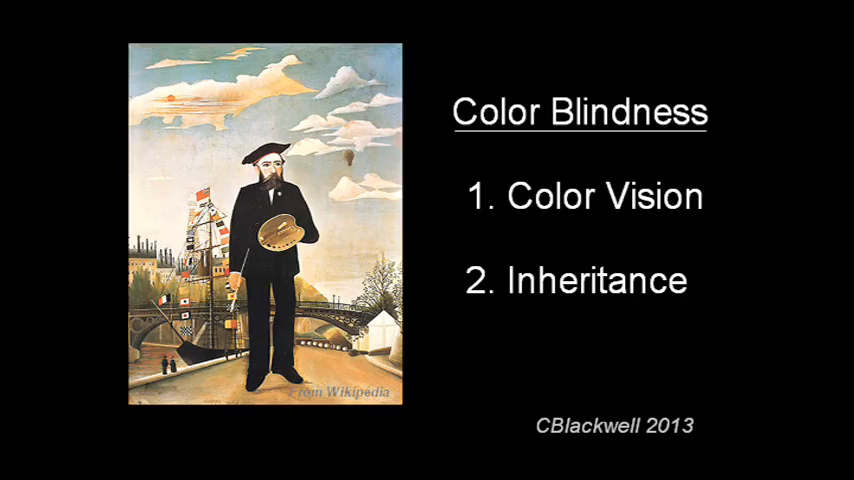 Color Blindness
1. Color Vision
2. Inheritance
From Wikipedia
CBlackwell 2013